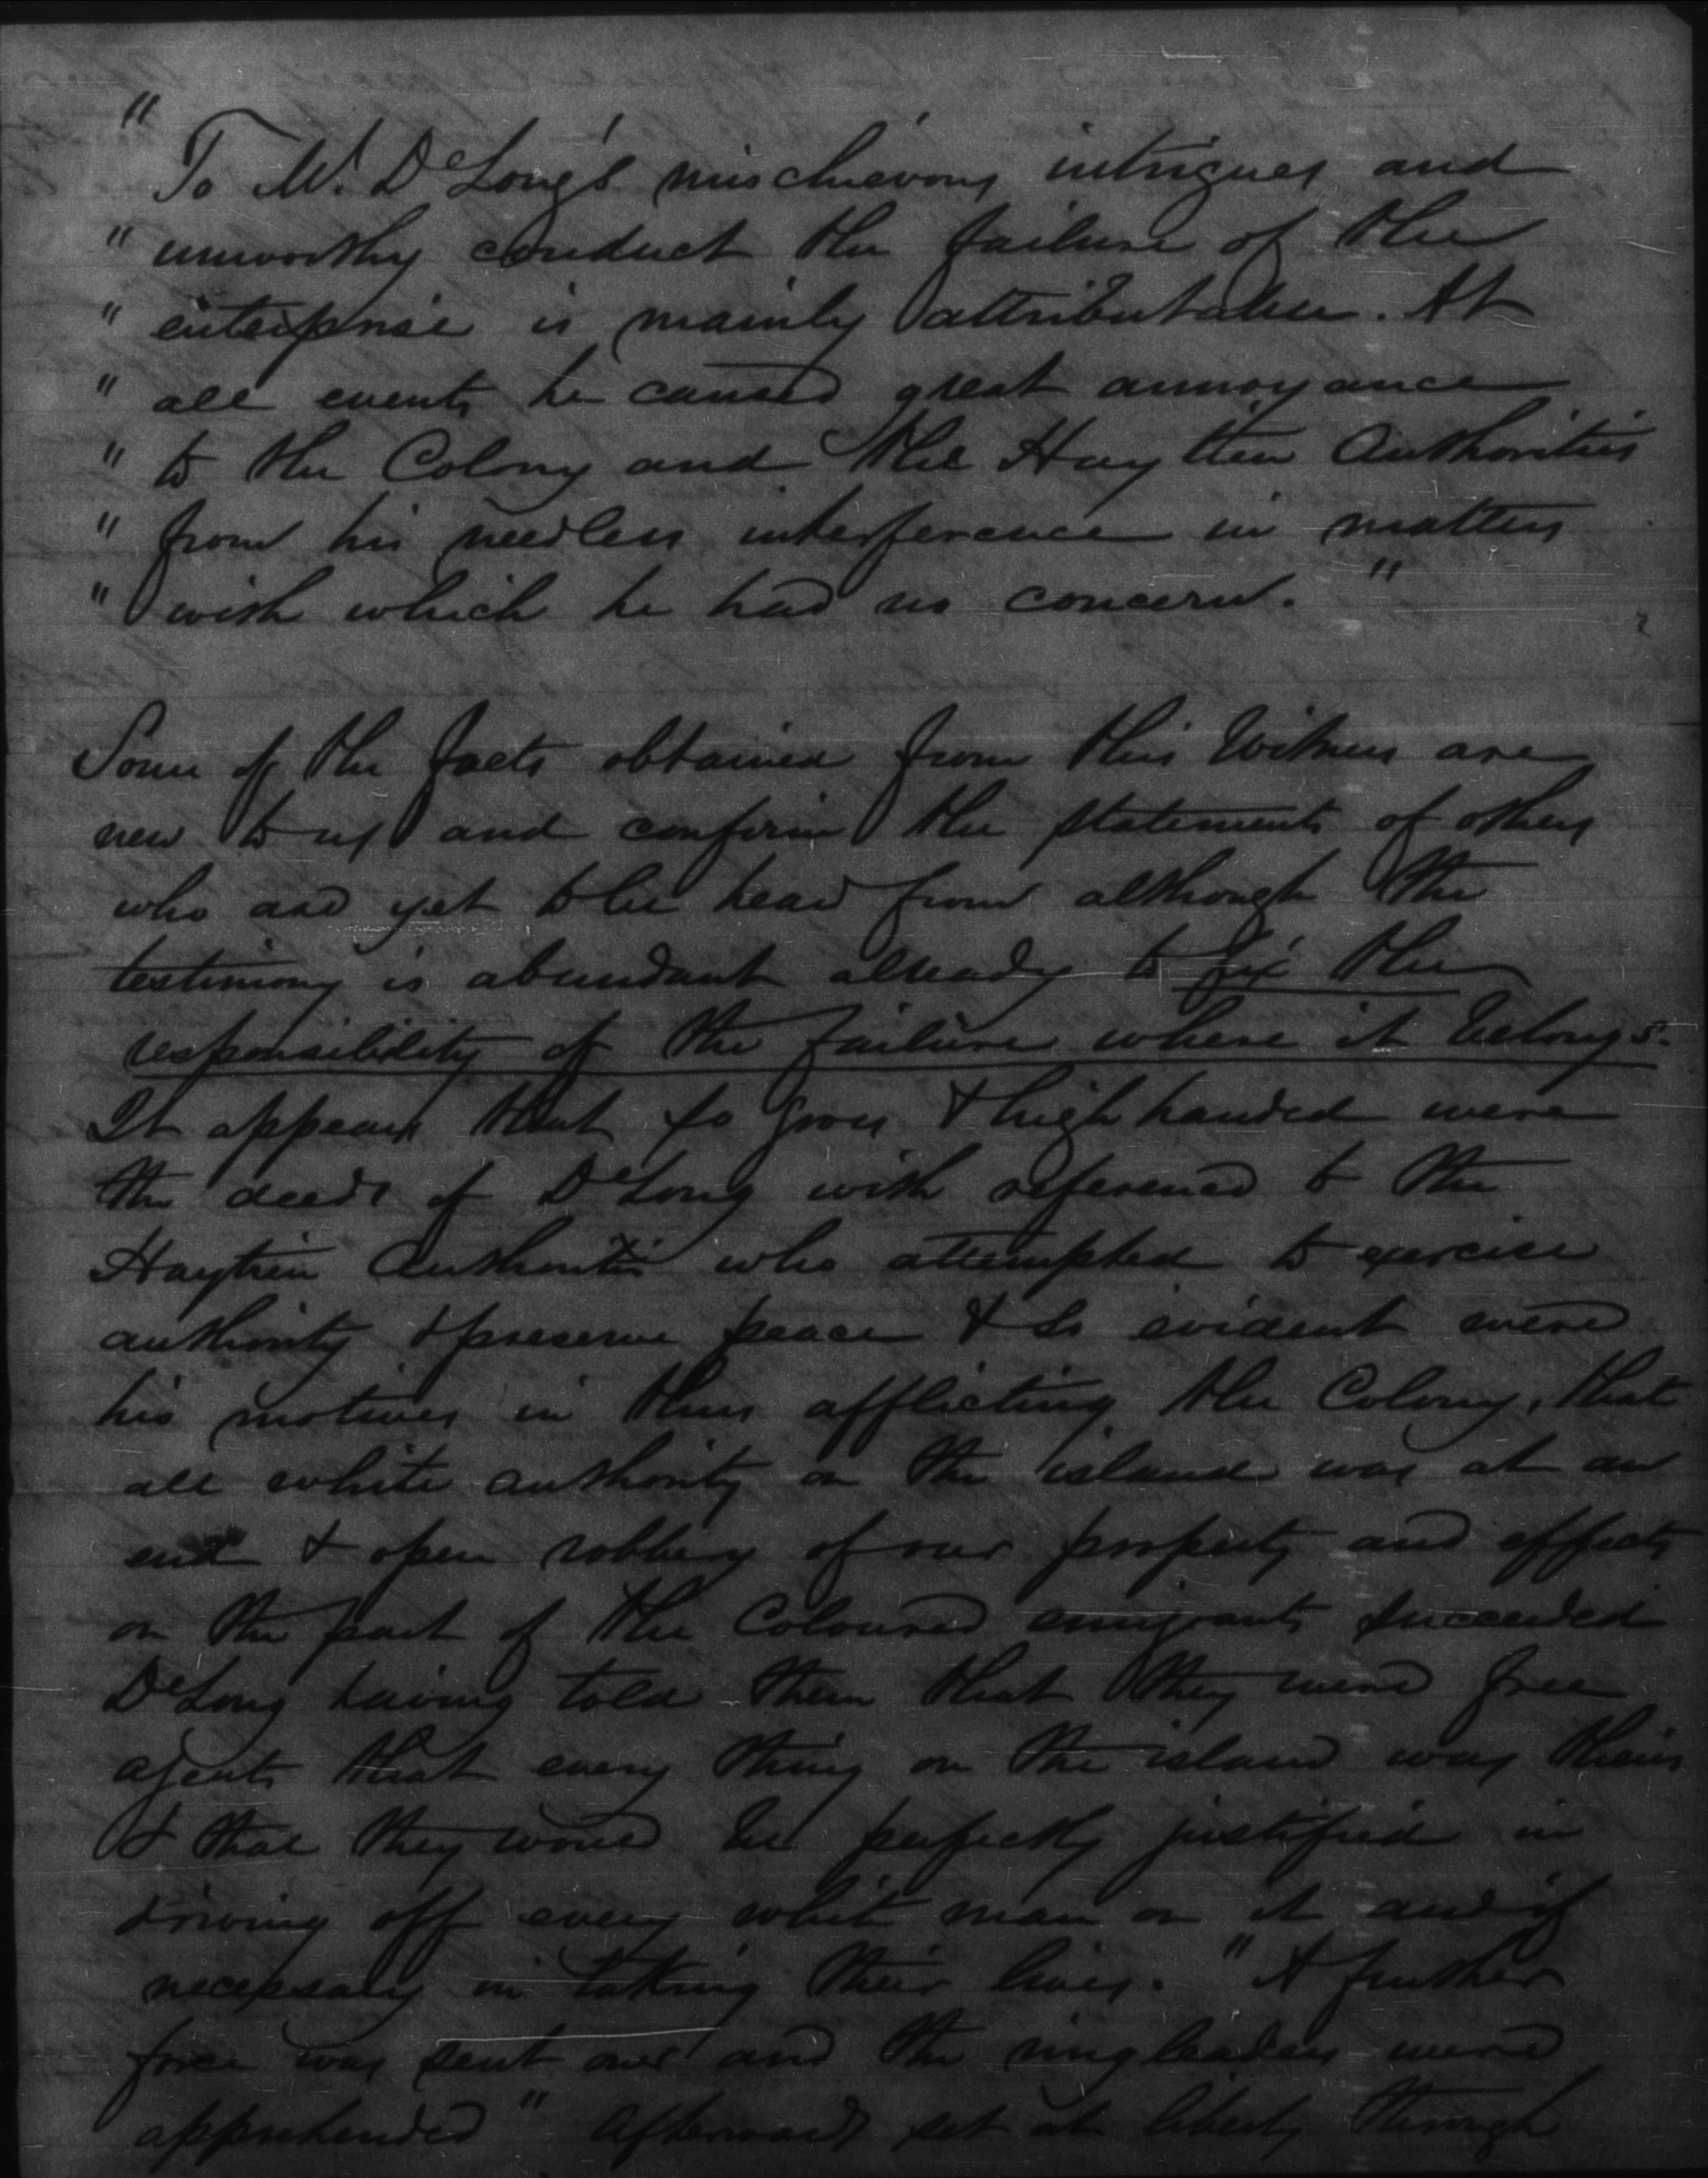 "
To Mr. DeLong's mischievous intrigues and
" unworthy conduct the failure of the
" enterprise is mainly attributable. At
" all events he caused great annoyance
" to the Colony and the Haytien Authorities
" from his needless interference in matters
" with which he had no concern. "
Some of the facts obtained from this Witness are
new to us and confirm the statements of others
who are yet to be head from although the
testimony is abundant already to fix the
responsibility of the failure where it belongs.
It appears that so gross & high handed were
the deeds of DeLong with reference to the
Haytien Authorities who attempted to exercise
authority & preserve peace & so evident were
his motives in thus afflicting the Colony, that
all white authority on the island was at an
end & open robbery of our property and effects
on the part of the Coloured emigrants succeeded
DeLong having told them that they were free
agents that every thing on the island was theirs
& that they would be perfectly justified in
driving off every white man on it and if
necessary in taking their lives. " A further
force was sent over and the ringleaders were
apprehended " afterwards set at liberty through